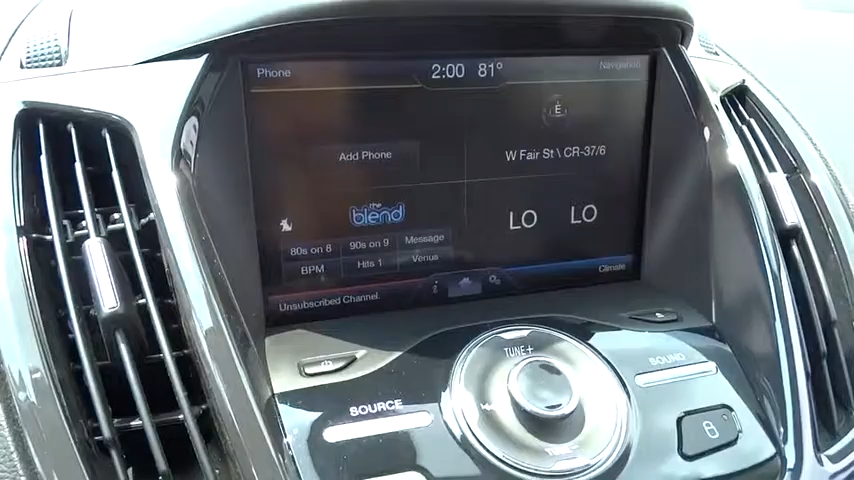 Phone
2:00 81°
Navigation
E
Add Phone
W Fair St \ CR-37/6
the
blend
LO LO
80s on 8
90s on 9
Message
BPM
Hits 1
Venus
Unsubscribed Channel.
Climate
TUNE+
SOURCE
SOUND